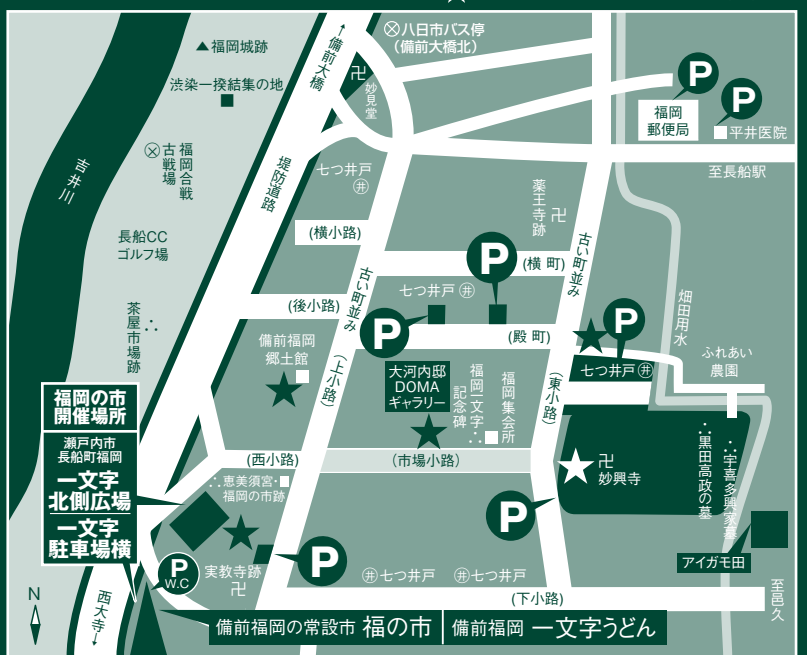 ↑備前大橋
八日市バス停
(備前大橋北)
▲福岡城跡
渋染一揆結集の地
卍
妙見堂
P
P
福岡
郵便局
平井医院
至長船駅
吉井川
福岡合戦
古戦場
堤防道路
七つ井戸
井
薬王寺跡
卍
長船CC
ゴルフ場
(横小路)
古い町並み
(横 町)
古い町並み
P
七つ井戸 井
畑田用水
茶屋市場跡
(後小路)
P
(殿 町)
P
備前福岡
郷土館
(上小路)
大河内邸
DOMA
ギャラリー
福岡一文字
記念碑
福岡集会所
(東小路)
七つ井戸 井
ふれあい
農園
福岡の市
開催場所
瀬戸内市
長船町福岡
一文字
北側広場
一文字
駐車場横
(西小路)
(市場小路)
卍
妙興寺
∴黒田高政の墓
∴宇喜多興家墓
∴恵美須宮・
福岡の市跡
P
P
W.C
実教寺跡
卍
P
アイガモ田
井 七つ井戸
井 七つ井戸
(下小路)
至邑久
N
西大寺→
備前福岡の常設市 福の市
備前福岡 一文字うどん